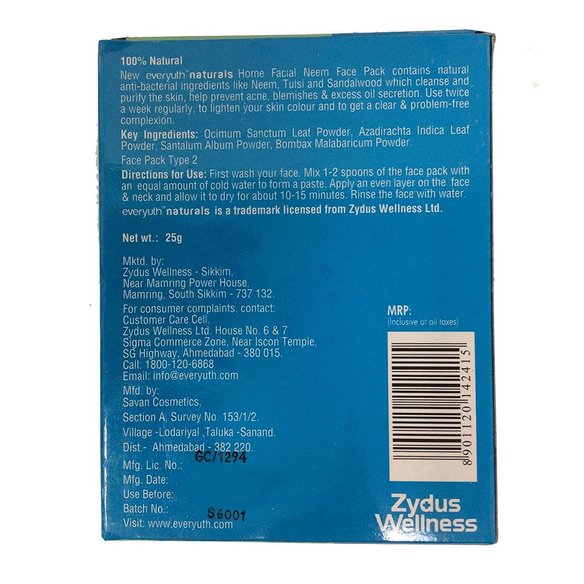 100% Natural
New everyuth naturals Home Facial Neem Face Pack contains natural
anti-bacterial ingredients like Neem, Tulsi and Sandalwood which cleanse and
purify the skin, help prevent acne, blemishes & excess oil secretion. Use twice
a week regularly, to lighten your skin colour and to get a clear & problem-free
complexion.
Key Ingredients: Ocimum Sanctum Leaf Powder, Azadirachta Indica Leaf
Powder, Santalum Album Powder, Bombax Malabaricum Powder.
Face Pack Type 2
Directions for Use: First wash your face. Mix 1-2 spoons of the face pack with
an equal amount of cold water to form a paste. Apply an even layer on the face
& neck and allow it to dry for about 10-15 minutes. Rinse the face with water.
everyuth naturals is a trademark licensed from Zydus Wellness Ltd.
Net wt.: 25g
Mktd. by:
Zydus Wellness - Sikkim,
Near Mamring Power House.
Mamring, South Sikkim - 737 132.
For consumer complaints. contact:
Customer Care Cell.
Zydus Wellness Ltd. House No. 6 & 7
Sigma Commerce Zone, Near Iscon Temple,
SG Highway, Ahmedabad - 380 015.
Call: 1800-120-6868
Email: info@everyuth.com
Mfd. by:
Savan Cosmetics.
Section A, Survey No. 153/1/2.
Village -Lodariyal ,Taluka -Sanand.
Dist.- Ahmedabad - 382 220.
Mfg. Lic. No.: GC/1294
Mfg. Date:
Use Before:
Batch No.: S6001
Visit: www.everyuth.com
MRP:
(Inclusive of all taxes)
8901120142415
Zydus
Wellness